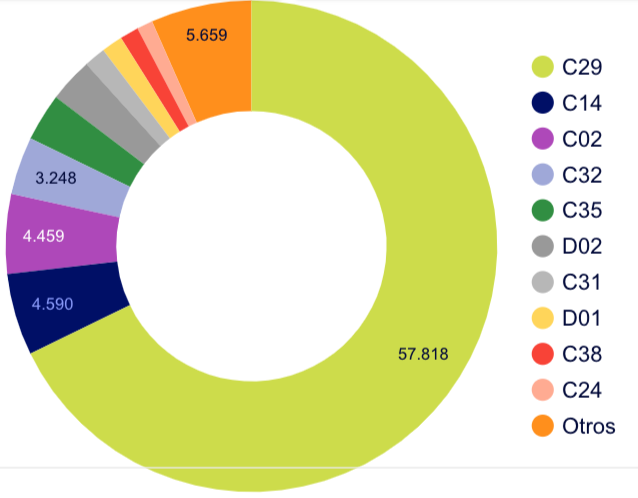 5.659
3.248
4.459
4.590
57.818
C29
C14
C02
C32
C35
D02
C31
D01
C38
C24
Otros